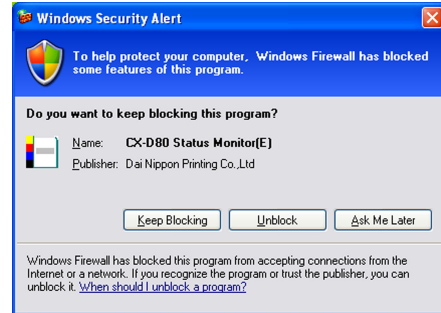 Windows Security Alert
To help protect your computer, Windows Firewall has blocked
some features of this program.
Do you want to keep blocking this program?
Name: CX-D80 Status Monitor(E)
Publisher: Dai Nippon Printing Co.,Ltd
Keep Blocking Unblock Ask Me Later
Windows Firewall has blocked this program from accepting connections from the
Internet or a network. If you recognize the program or trust the publisher, you can
unblock it. When should I unblock a program?